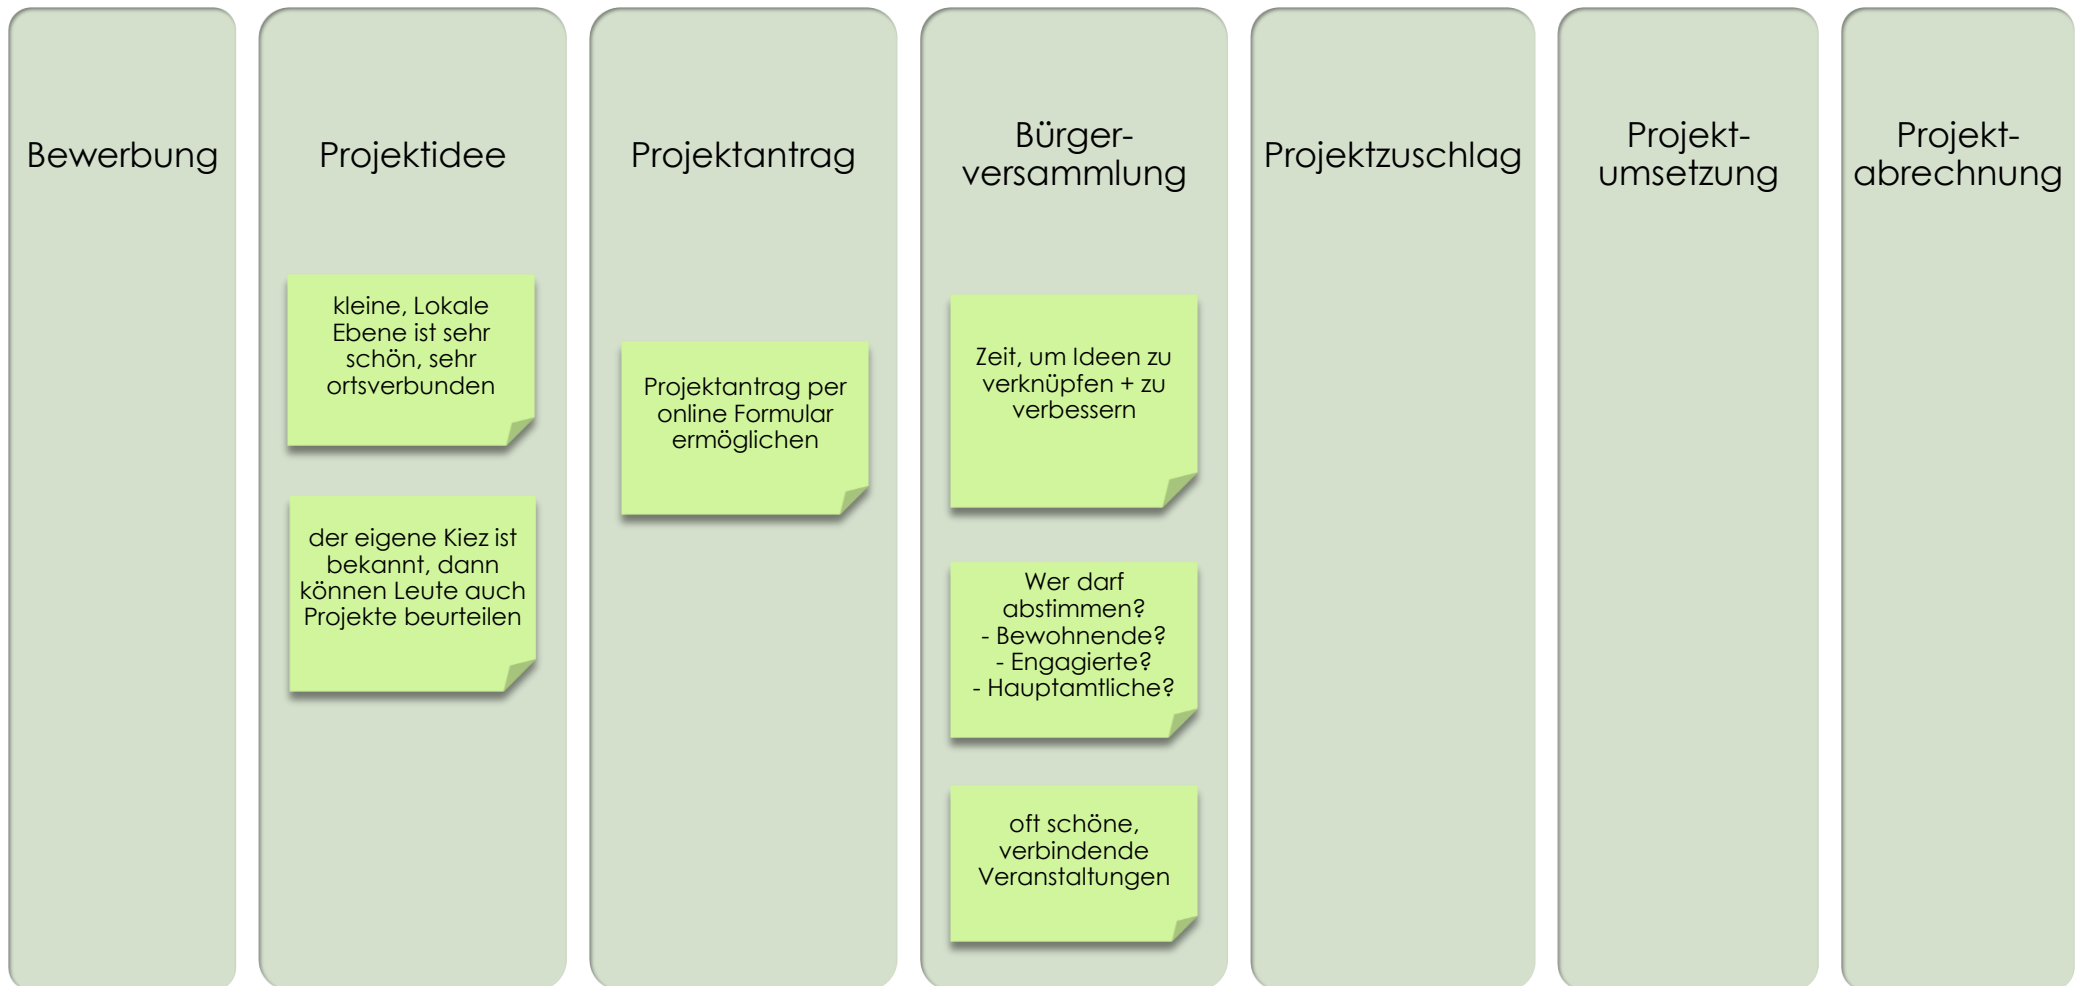 Bewerbung
Projektidee
kleine, Lokale
Ebene ist sehr
schön, sehr
ortsverbunden
der eigene Kiez ist
bekannt, dann
können Leute auch
Projekte beurteilen
Projektantrag
Projektantrag per
online Formular
ermöglichen
Bürger-
versammlung
Zeit, um Ideen zu
verknüpfen + zu
verbessern
Wer darf
abstimmen?
- Bewohnende?
- Engagierte?
- Hauptamtliche?
oft schöne,
verbindende
Veranstaltungen
Projektzuschlag
Projekt-
umsetzung
Projekt-
abrechnung